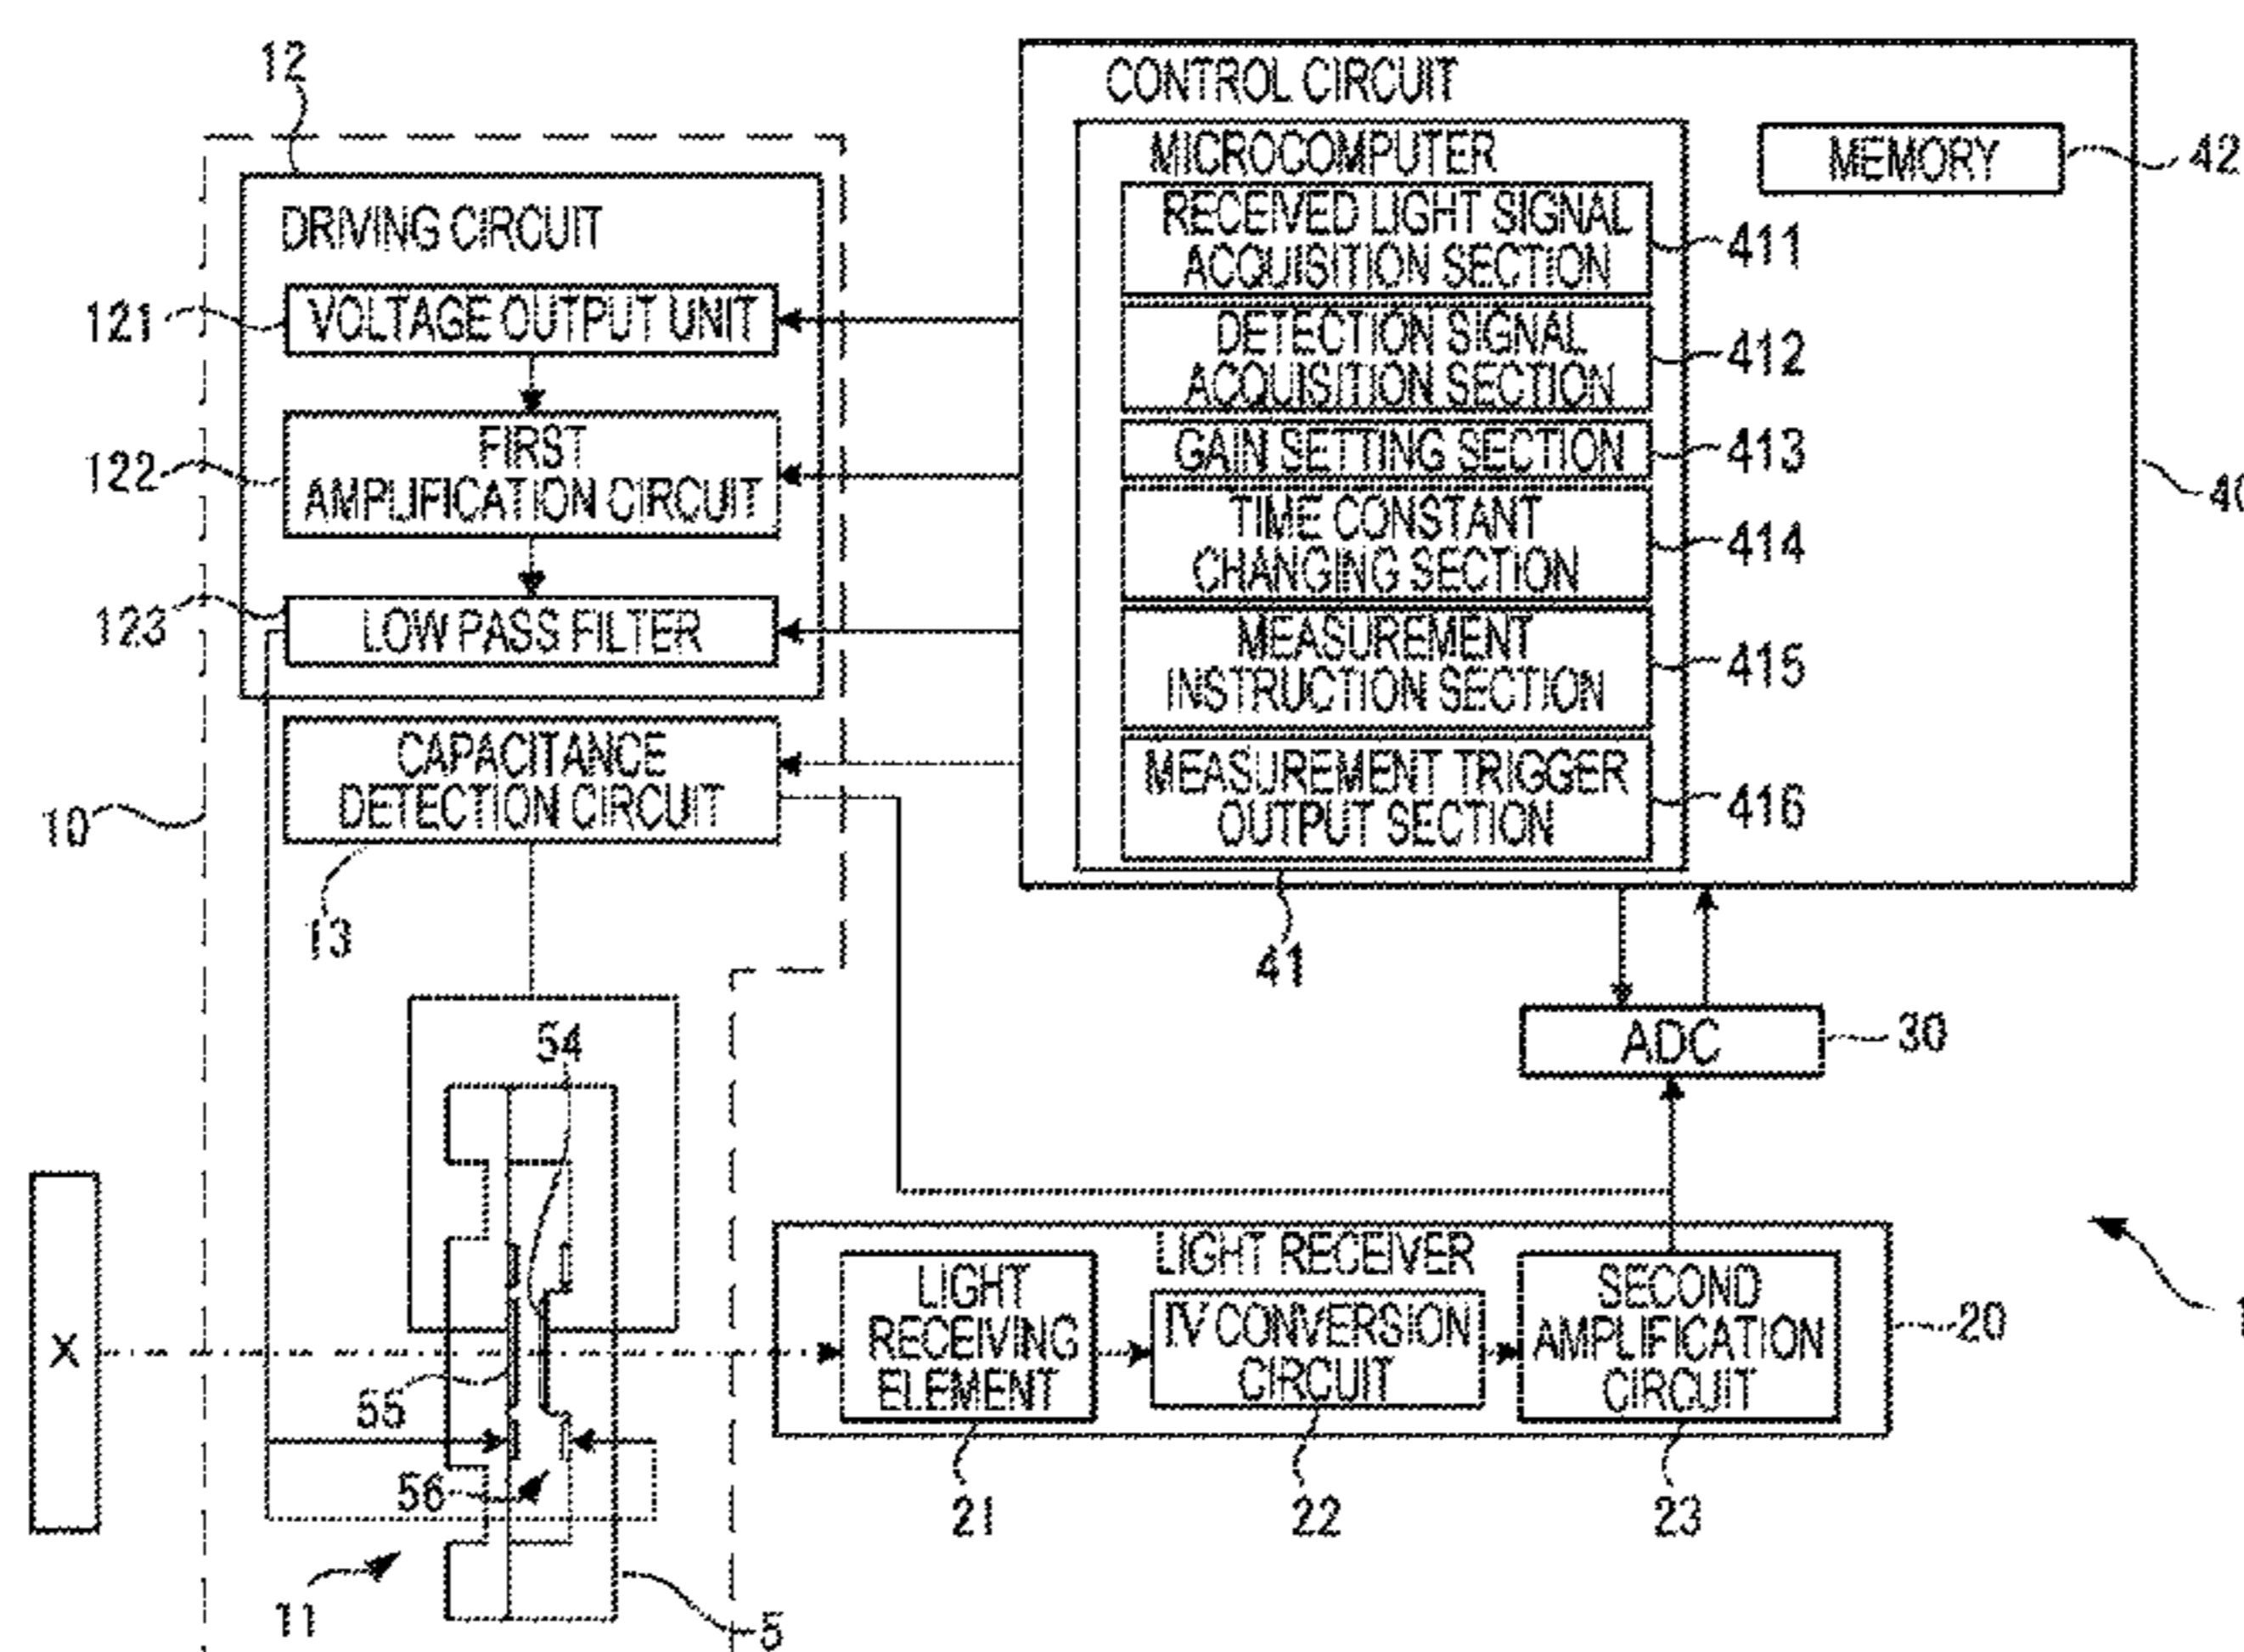 12
CONTROL CIRCUIT
MICROCOMPUTER
MEMORY
42
DRIVING CIRCUIT
RECEIVED LIGHT SIGNAL
ACQUISITION SECTION
411
121
VOLTAGE OUTPUT UNIT
DETECTION SIGNAL
ACQUISITION SECTION
412
122
FIRST
AMPLIFICATION CIRCUIT
GAIN SETTING SECTION
413
40
TIME CONSTANT
CHANGING SECTION
414
123
LOW PASS FILTER
MEASUREMENT
INSTRUCTION SECTION
415
CAPACITANCE
DETECTION CIRCUIT
MEASUREMENT TRIGGER
OUTPUT SECTION
416
10
13
41
54
ADC
30
LIGHT RECEIVER
X
LIGHT
RECEIVING
ELEMENT
IV CONVERSION
CIRCUIT
SECOND
AMPLIFICATION
CIRCUIT
20
1
55
56
21
22
23
11
5